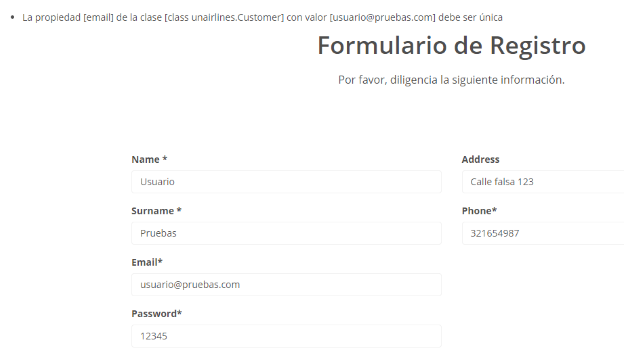 • La propiedad [email] de la clase [class unairlines.Customer] con valor [usuario@pruebas.com] debe ser única
Formulario de Registro
Por favor, diligencia la siguiente información.
Name *
Address
Usuario
Calle falsa 123
Surname *
Phone*
Pruebas
321654987
Email*
usuario@pruebas.com
Password*
12345